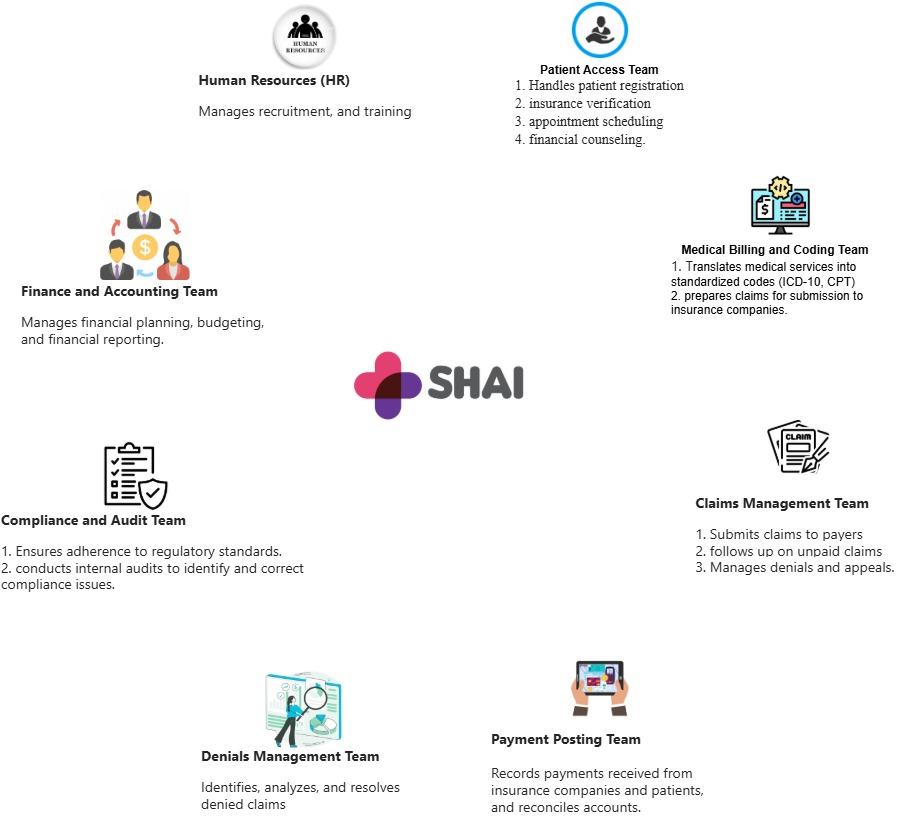 HUMAN
RESOURCES
Human Resources (HR)
Manages recruitment, and training
Patient Access Team
1. Handles patient registration
2. insurance verification
3. appointment scheduling
4. financial counseling.
Medical Billing and Coding Team
1. Translates medical services into
standardized codes (ICD-10, CPT)
2. prepares claims for submission to
insurance companies.
Finance and Accounting Team
Manages financial planning, budgeting,
and financial reporting.
SHAI
CLAIM
Claims Management Team
1. Submits claims to payers
2. follows up on unpaid claims
3. Manages denials and appeals.
Compliance and Audit Team
1. Ensures adherence to regulatory standards.
2. conducts internal audits to identify and correct
compliance issues.
Denials Management Team
Identifies, analyzes, and resolves
denied claims
Payment Posting Team
Records payments received from
insurance companies and patients,
and reconciles accounts.